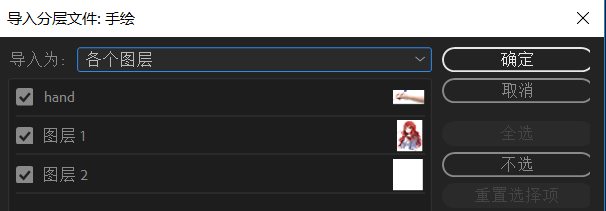 导入分层文件: 手绘
导入为: 各个图层
确定
取消
hand
图层 1
全选
图层 2
不选
重置选择项